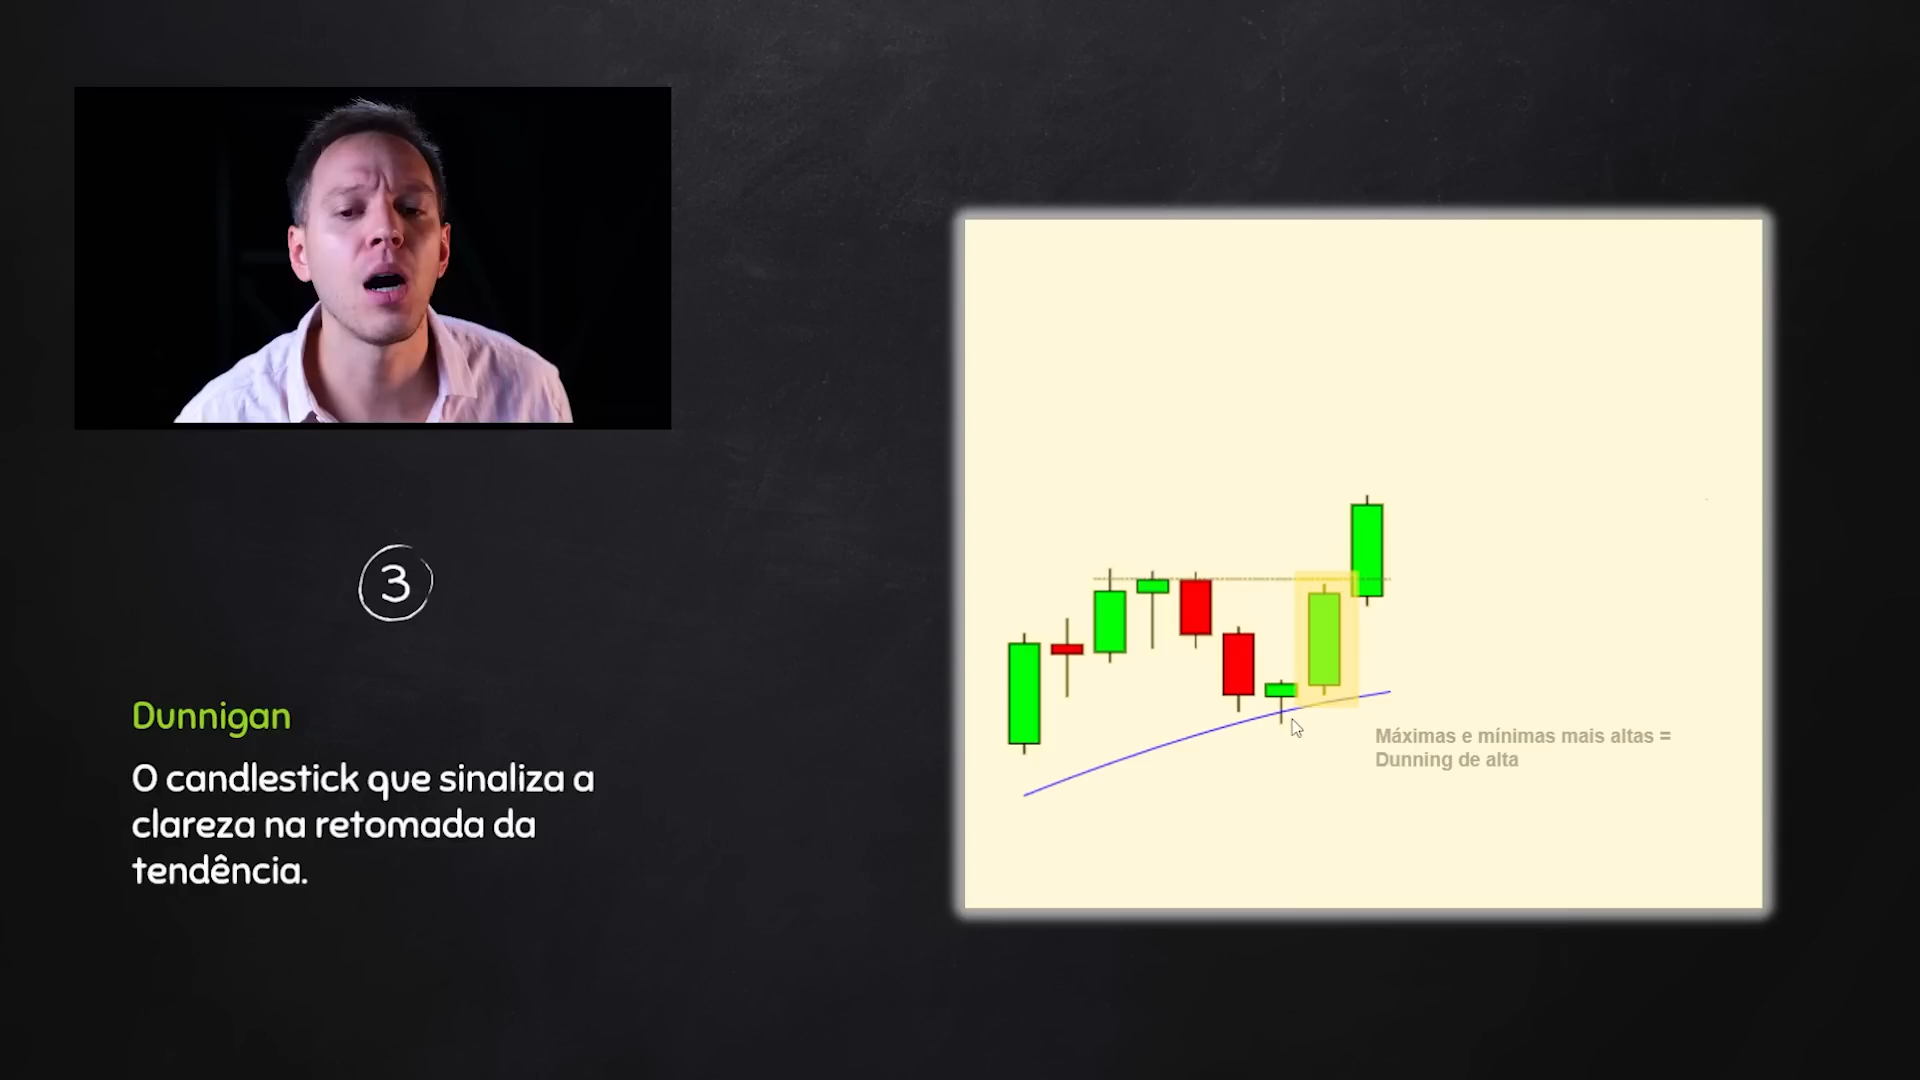 3
Dunnigan
O candlestick que sinaliza a
clareza na retomada da
tendência.
Máximas e mínimas mais altas =
Dunning de alta